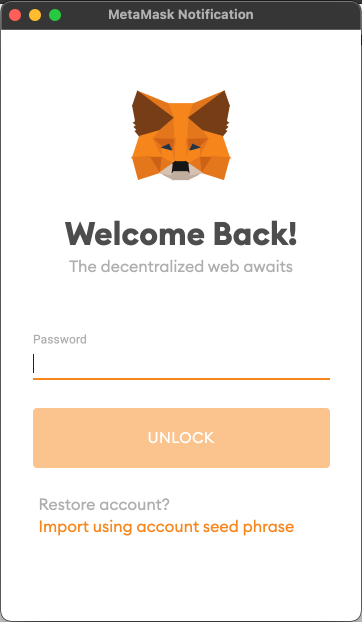 MetaMask Notification
Welcome Back!
The decentralized web awaits
Password
UNLOCK
Restore account?
Import using account seed phrase